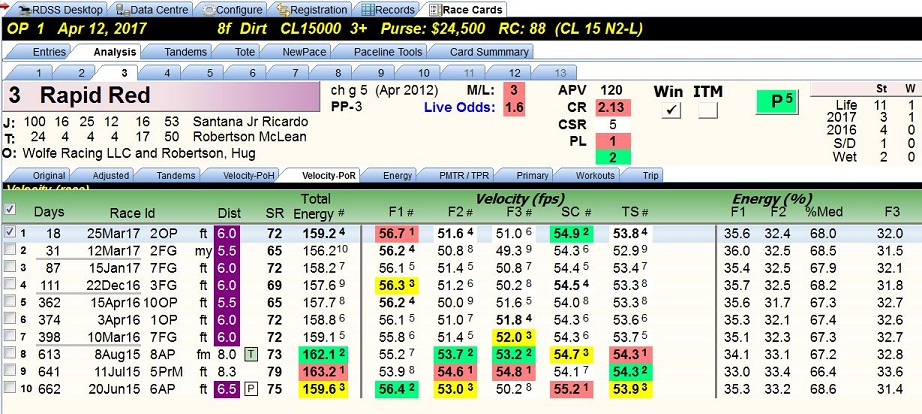 RDSS Desktop Data Centre Configure Registration Records Race Cards
OP 1 Apr 12, 2017 8f Dirt CL15000 3+ Purse: $24,500 RC: 88 (CL 15 N2-L)
Entries Analysis Tandems Tote NewPace Paceline Tools Card Summmary
1 2 3 4 5 6 7 8 9 10 11 12 13
3 Rapid Red ch g 5 (Apr 2012) M/L: 3 APV 120 Win ITM P5 St W
PP-3 Live Odds: 1.6 CR 2.13 Life 11 1
J: 100 16 25 12 16 53 Santana Jr Ricardo CSR 5 2017 3 1
T: 24 4 4 4 17 50 Robertson McLean PL 1 2016 4 0
O: Wolfe Racing LLC and Robertson, Hug 2 S/D 1 0
Wet 2 0
Original Adjusted Tandems Velocity-PoH Velocity-PoR Energy PMTR / TPR Primary Workouts Trip
Velocity (race)
Total Velocity (fps) Energy (%)
Days Race Id Dist SR Energy # F1 # F2 # F3 # SC # TS # F1 F2 %Med F3
1 18 25Mar17 2OP ft 6.0 72 159.2 4 56.7 1 51.6 4 51.0 6 54.9 2 53.8 4 35.6 32.4 68.0 32.0
2 31 12Mar17 2FG my 5.5 65 156.2 10 56.2 4 50.8 8 49.3 9 54.3 6 52.9 9 36.0 32.5 68.5 31.5
3 87 15Jan17 7FG ft 6.0 72 158.2 7 56.1 5 51.4 5 50.8 7 54.4 5 53.4 7 35.4 32.5 67.9 32.1
4 111 22Dec16 3FG ft 6.0 69 157.6 9 56.3 3 51.2 6 50.2 8 54.5 4 53.3 8 35.7 32.5 68.2 31.8
5 362 15Apr16 10OP ft 5.5 65 157.7 8 56.2 4 50.0 9 51.6 5 54.0 8 53.3 8 35.6 31.7 67.3 32.7
6 374 3Apr16 1OP ft 6.0 72 158.8 6 56.1 5 51.0 7 51.8 4 54.3 6 53.6 6 35.3 32.1 67.4 32.6
7 398 10Mar16 7FG ft 6.0 72 159.1 5 55.8 6 51.4 5 52.0 3 54.3 6 53.7 5 35.1 32.3 67.3 32.7
8 613 8Aug15 8AP fm 8.0 T 73 162.1 2 55.2 7 53.7 2 53.2 2 54.7 3 54.3 1 34.1 33.1 67.2 32.8
9 641 11Jul15 5PrM ft 8.3 79 163.2 1 53.9 8 54.6 1 54.8 1 54.1 7 54.3 2 33.0 33.4 66.4 33.6
10 662 20Jun15 6AP ft 6.5 P 75 159.6 3 56.4 2 53.0 3 50.2 8 55.2 1 53.9 3 35.3 33.2 68.6 31.4